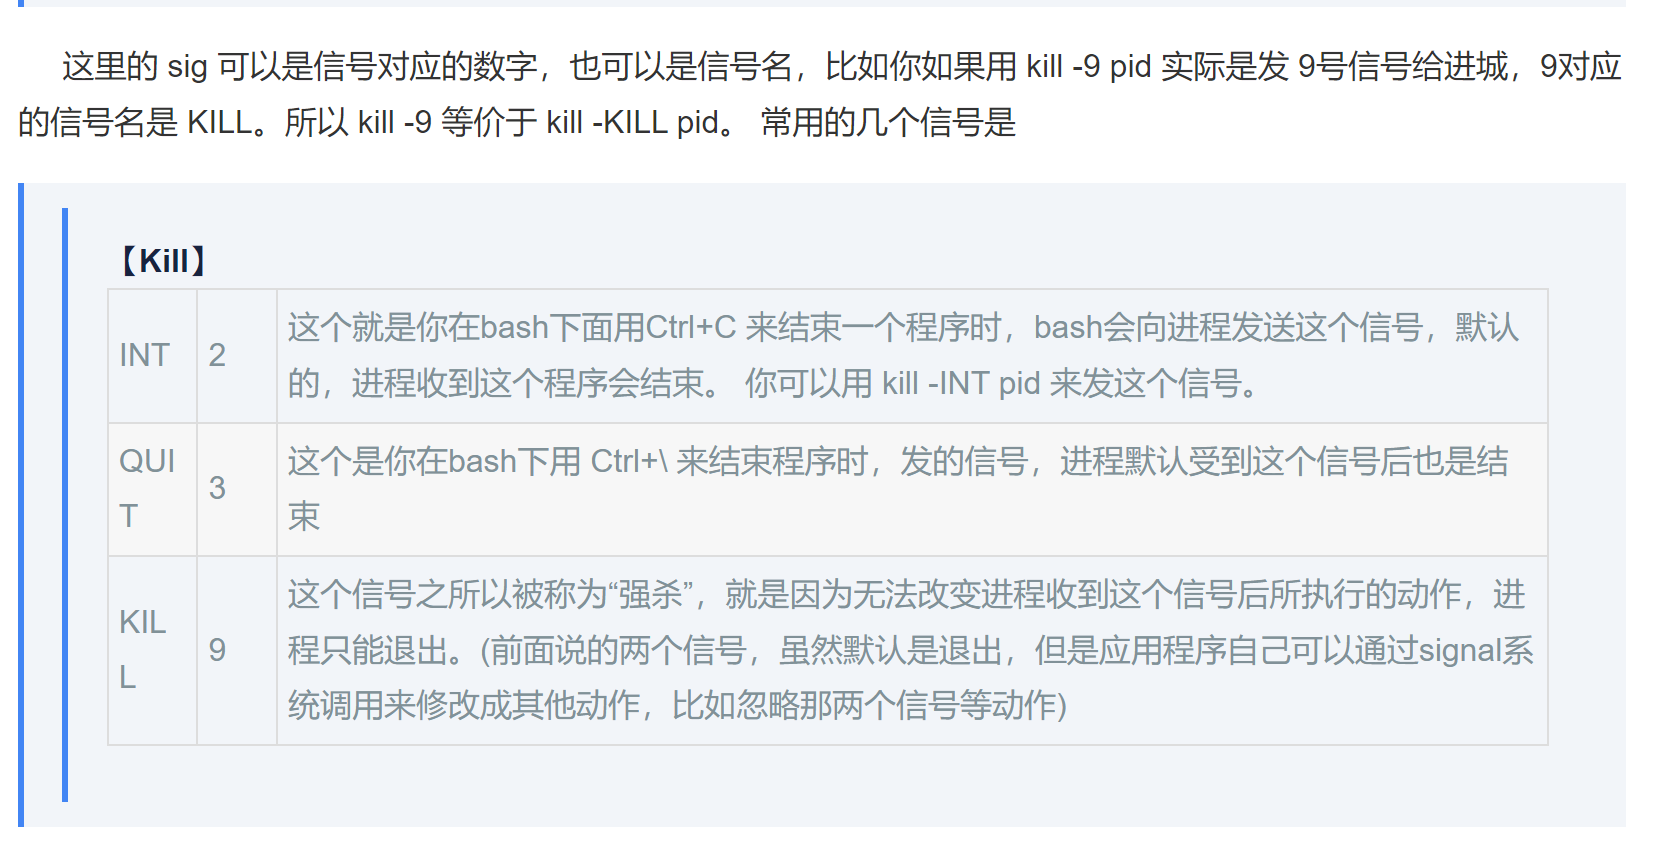 这里的 sig 可以是信号对应的数字，也可以是信号名，比如你如果用 kill -9 pid 实际是发 9号信号给进城，9对应
的信号名是 KILL。所以 kill -9 等价于 kill -KILL pid。 常用的几个信号是
【Kill】
INT
2
这个就是你在bash下面用Ctrl+C 来结束一个程序时，bash会向进程发送这个信号，默认
的，进程收到这个程序会结束。 你可以用 kill -INT pid 来发这个信号。
QUI
T
3
这个是你在bash下用 Ctrl+\ 来结束程序时，发的信号，进程默认受到这个信号后也是结
束
KIL
L
9
这个信号之所以被称为“强杀”，就是因为无法改变进程收到这个信号后所执行的动作，进
程只能退出。(前面说的两个信号，虽然默认是退出，但是应用程序自己可以通过signal系
统调用来修改成其他动作，比如忽略那两个信号等动作)